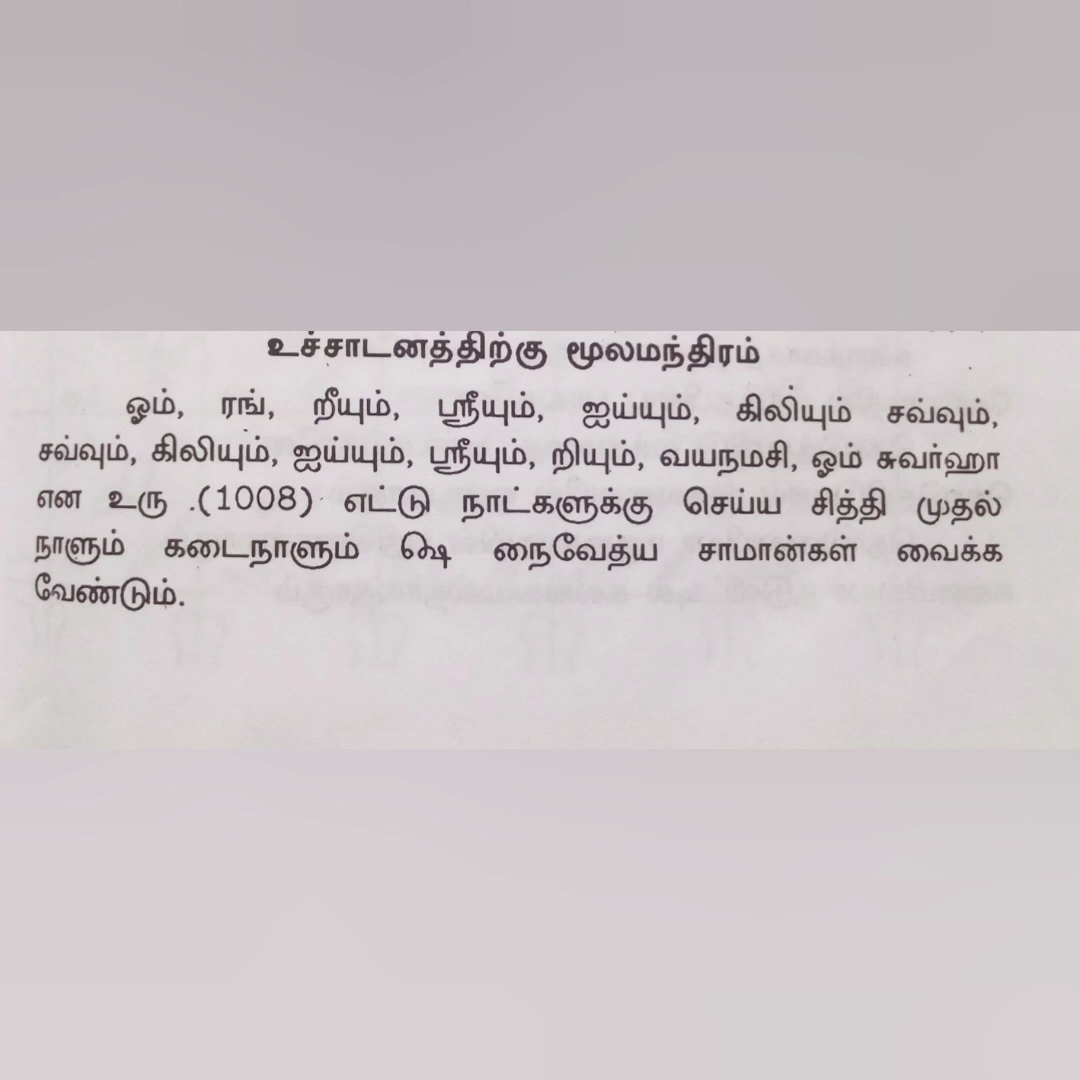 உச்சாடனத்திற்கு மூலமந்திரம்
ஓம், ரங், றீயும், ஸ்ரீயும், ஐய்யும், கிலியும் சவ்வும்,
சவ்வும், கிலியும், ஐய்யும், ஸ்ரீயும், றியும், வயநமசி, ஓம் சுவர்ஹா
என உரு .(1008) எட்டு நாட்களுக்கு செய்ய சித்தி முதல்
நாளும் கடைநாளும் ௸ நைவேத்ய சாமான்கள் வைக்க
வேண்டும்.